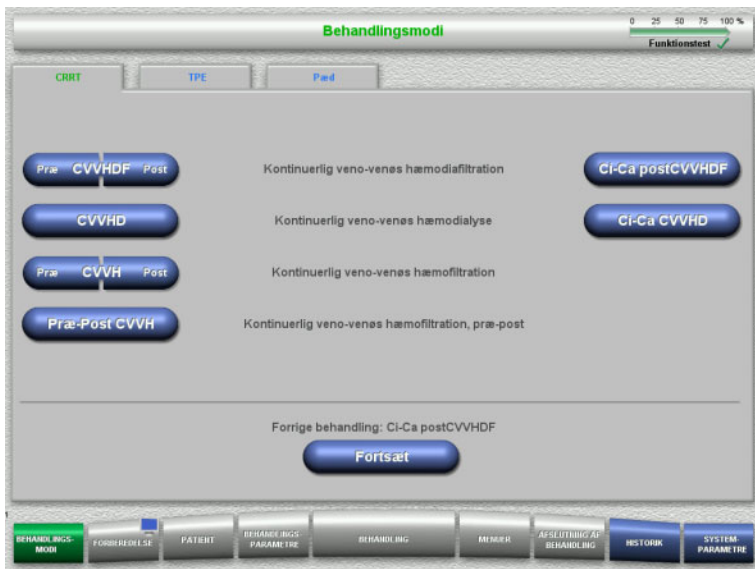 Behandlingsmodi
0 25 50 75 100 %
Funktionstest
CRRT TPE Pæd
Præ CVVHDF Post Kontinuerlig veno-venøs hæmodiafiltration Ci-Ca postCVVHDF
CVVHD Kontinuerlig veno-venøs hæmodialyse Ci-Ca CVVHD
Præ CVVH Post Kontinuerlig veno-venøs hæmofiltration
Præ-Post CVVH Kontinuerlig veno-venøs hæmofiltration, præ-post
Forrige behandling: Ci-Ca postCVVHDF
Fortsæt
BEHANDLINGS-
MODI
FORBEREDELSE
PATIENT
BEHANDLINGS-
PARAMETRE
BEHANDLING
MENUER
AFSLUTNING AF
BEHANDLING
HISTORIK
SYSTEM-
PARAMETRE